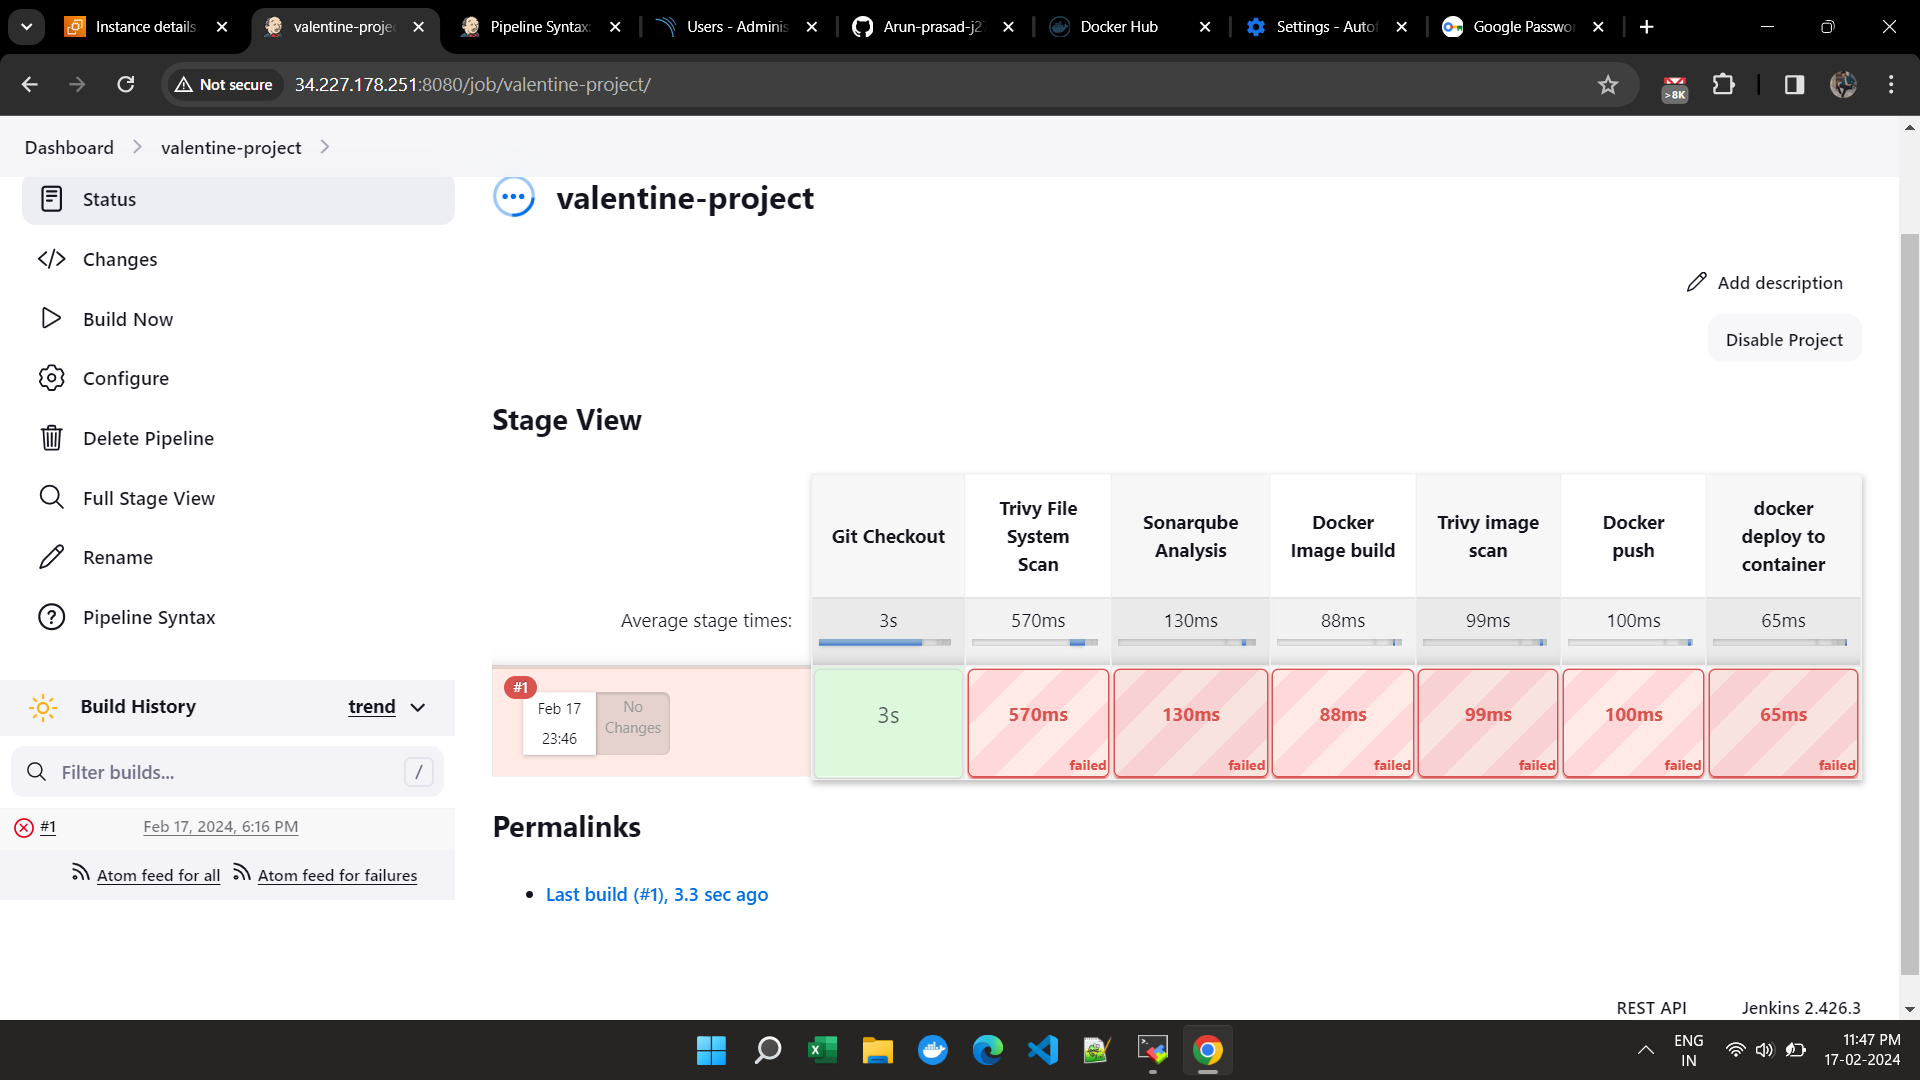 Instance details
valentine-proje
Pipeline Syntax:
Users - Adminis
Arun-prasad-j27
Docker Hub
Settings - Autof
Google Passwor
Not secure
34.227.178.251:8080/job/valentine-project/
>8K
Dashboard
valentine-project
Status
Changes
Build Now
Configure
Delete Pipeline
Full Stage View
Rename
Pipeline Syntax
Build History
trend
Filter builds...
/
#1
Feb 17, 2024, 6:16 PM
Atom feed for all
Atom feed for failures
valentine-project
Add description
Disable Project
Stage View
Git Checkout
Trivy File
System
Scan
Sonarqube
Analysis
Docker
Image build
Trivy image
scan
Docker
push
docker
deploy to
container
Average stage times:
3s
570ms
130ms
88ms
99ms
100ms
65ms
#1
Feb 17
23:46
No
Changes
3s
570ms
failed
130ms
failed
88ms
failed
99ms
failed
100ms
failed
65ms
failed
Permalinks
Last build (#1), 3.3 sec ago
REST API
Jenkins 2.426.3
ENG
IN
11:47 PM
17-02-2024